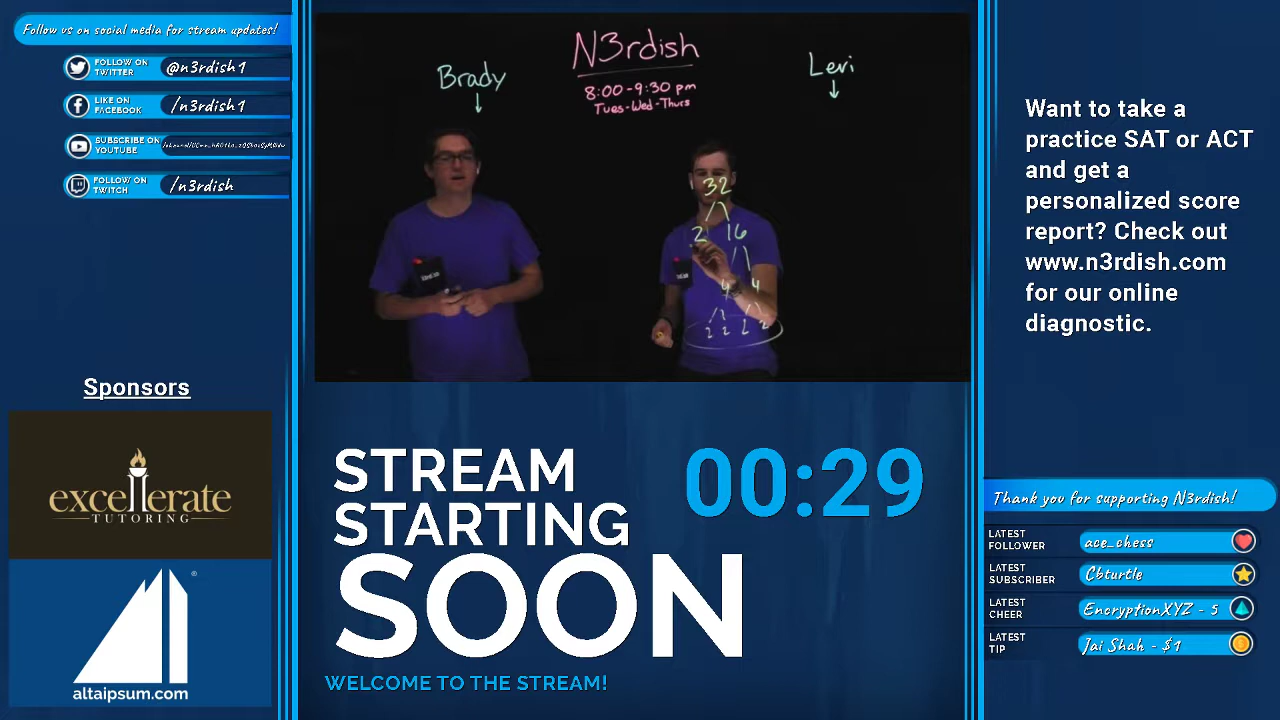 Follow us on social media for stream updates!
FOLLOW ON
TWITTER
@n3rdish1
LIKE ON
FACEBOOK
/n3rdish1
SUBSCRIBE ON
YOUTUBE
FOLLOW ON
TWITCH
/n3rdish
Sponsors
excellerate
TUTORING
®
altaipsum.com
N3rdish
8:00-9:30 pm
Tues-Wed-Thurs
Brady
Levi
32
2 16
4 4
2 2 2 2
STREAM
STARTING
SOON
00:29
WELCOME TO THE STREAM!
Want to take a
practice SAT or ACT
and get a
personalized score
report? Check out
www.n3rdish.com
for our online
diagnostic.
Thank you for supporting N3rdish!
LATEST
FOLLOWER
ace_chess
LATEST
SUBSCRIBER
Cbturtle
LATEST
CHEER
EncryptionXYZ - 5
LATEST
TIP
Jai Shah - $1